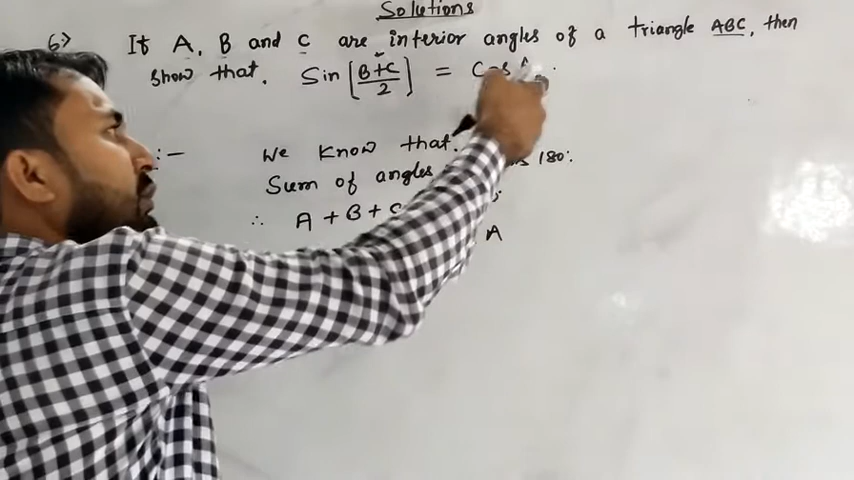 Solutions
6> If A, B and C are interior angles of a triangle ABC, then
show that. Sin [B+C/2] = Cos A
:- We know that.
Sum of angles 180:
∴ A + B + C
A